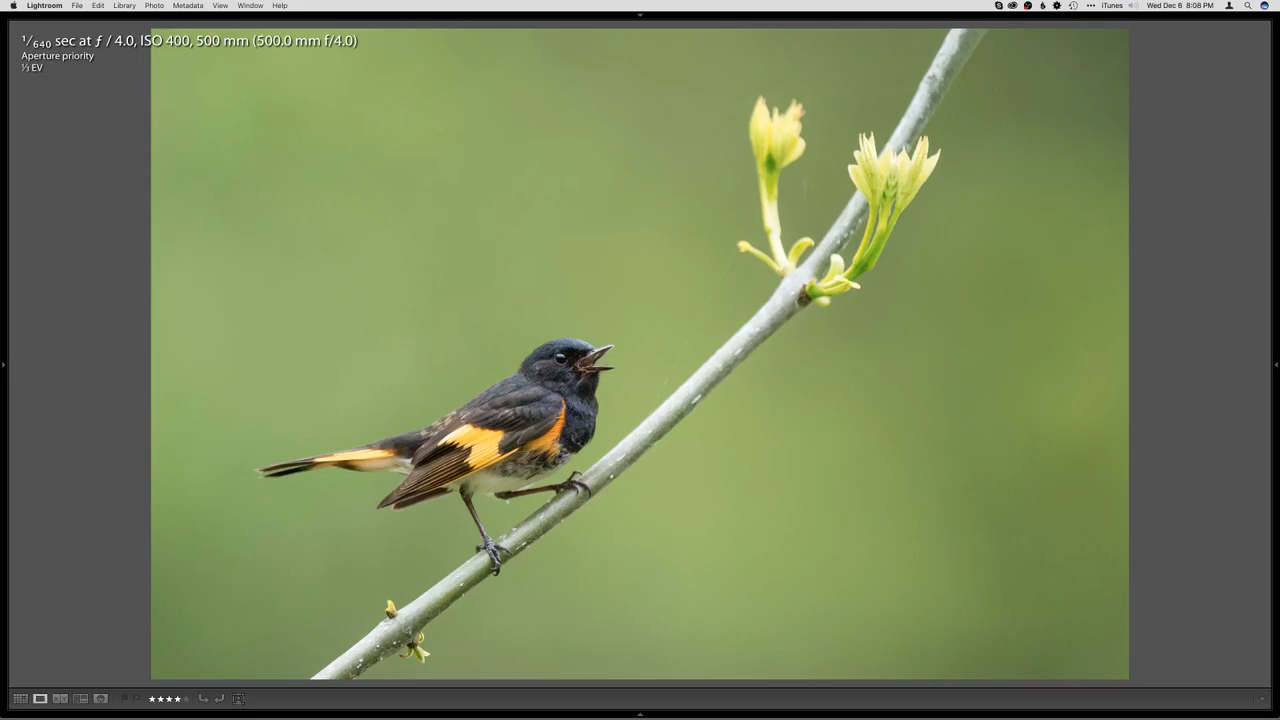 Lightroom File Edit Library Photo Metadata View Window Help iTunes Wed Dec 6 8:08 PM
1/640 sec at ƒ / 4.0, ISO 400, 500 mm (500.0 mm f/4.0)
Aperture priority
⅓ EV